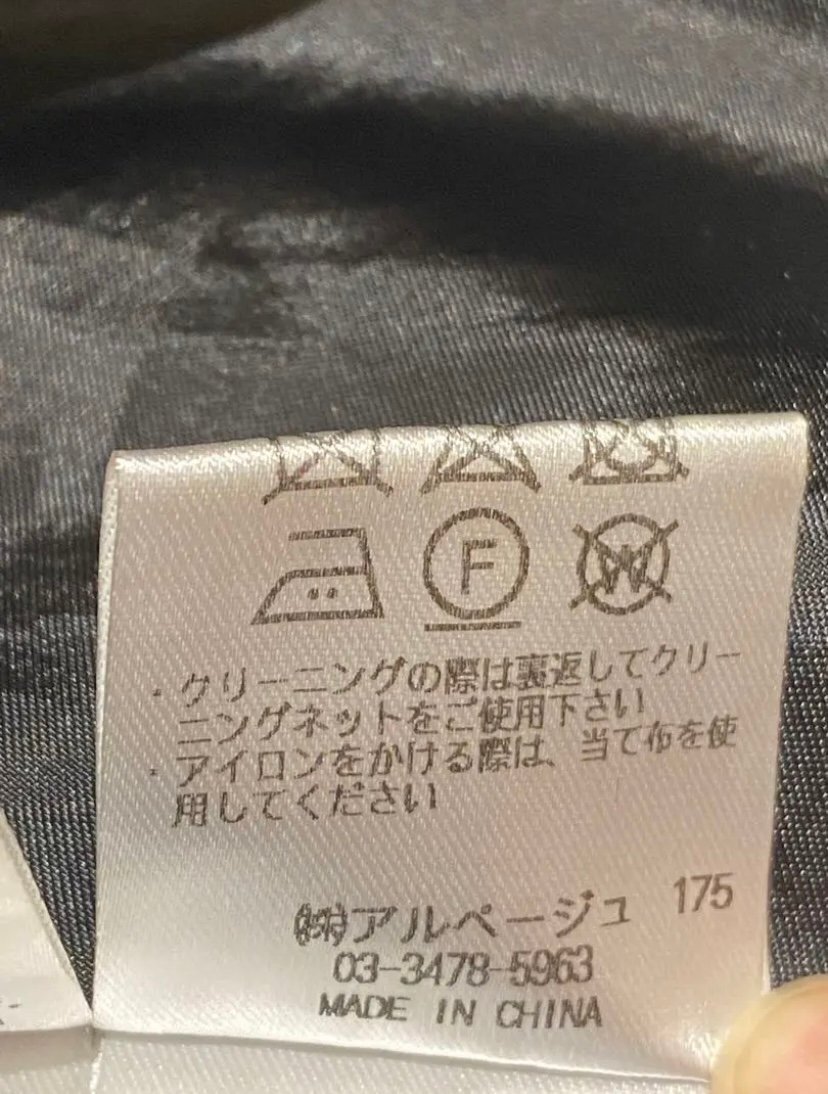 F W
・クリーニングの際は裏返してクリー
ニングネットをご使用下さい
・アイロンをかける際は、当て布を使
用してください
㈱アルページュ 175
03-3478-5963
MADE IN CHINA